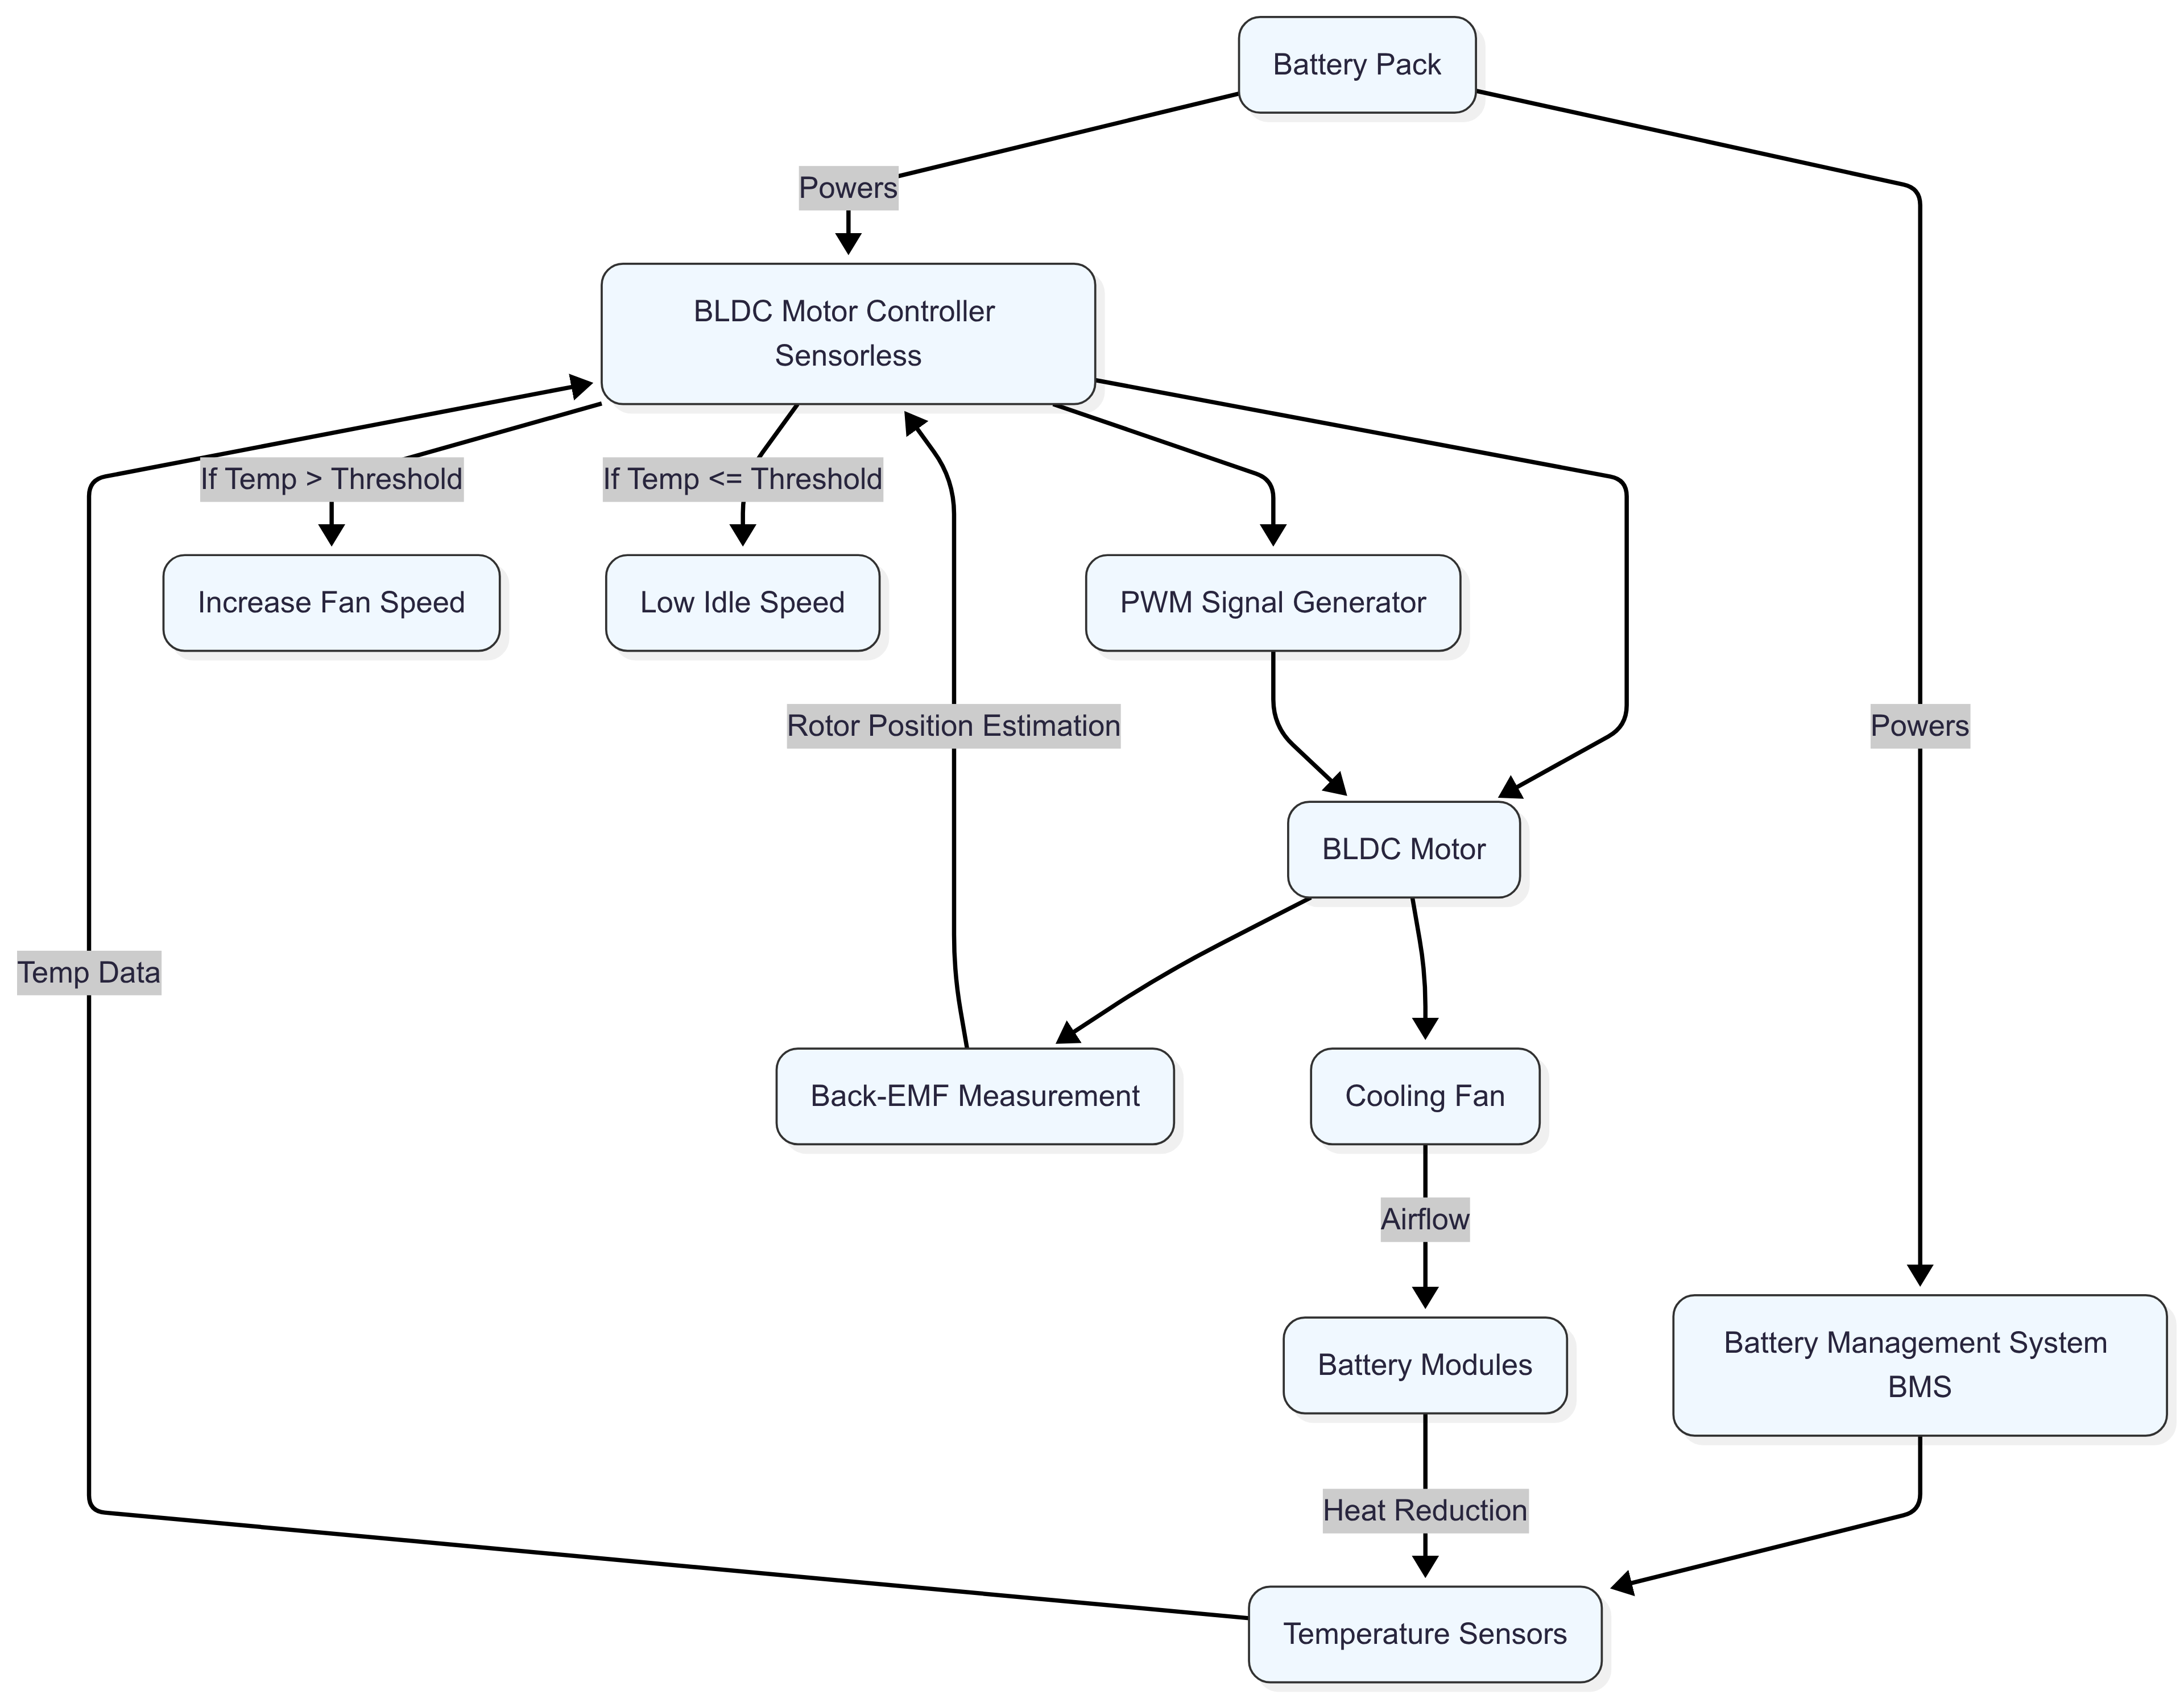 Battery Pack
Powers
BLDC Motor Controller
Sensorless
If Temp > Threshold
If Temp <= Threshold
Increase Fan Speed
Low Idle Speed
PWM Signal Generator
Rotor Position Estimation
Powers
BLDC Motor
Temp Data
Back-EMF Measurement
Cooling Fan
Airflow
Battery Modules
Battery Management System
BMS
Heat Reduction
Temperature Sensors